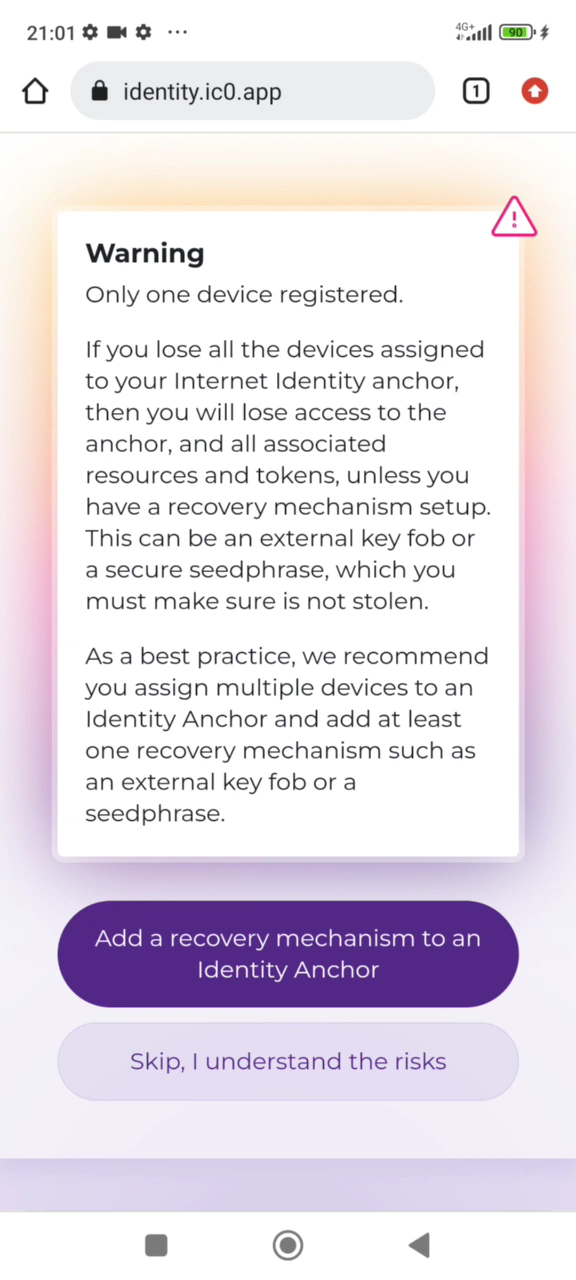 21:01
4G+
90
identity.ic0.app
1
Warning
Only one device registered.
If you lose all the devices assigned
to your Internet Identity anchor,
then you will lose access to the
anchor, and all associated
resources and tokens, unless you
have a recovery mechanism setup.
This can be an external key fob or
a secure seedphrase, which you
must make sure is not stolen.
As a best practice, we recommend
you assign multiple devices to an
Identity Anchor and add at least
one recovery mechanism such as
an external key fob or a
seedphrase.
Add a recovery mechanism to an
Identity Anchor
Skip, I understand the risks